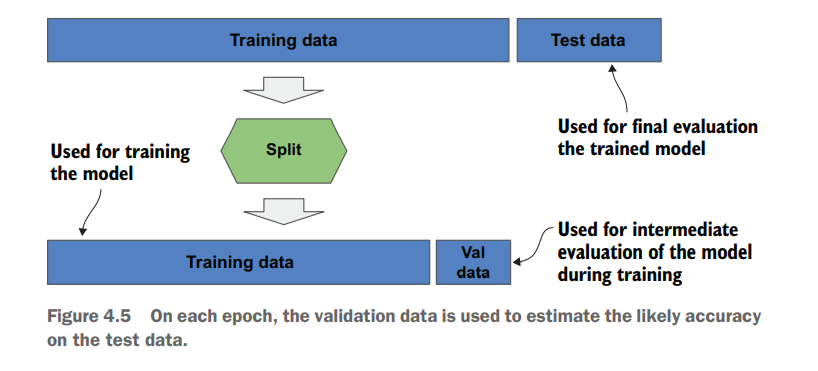 Training data
Test data
Used for final evaluation
the trained model
Split
Used for training
the model
Training data
Val
data
Used for intermediate
evaluation of the model
during training
Figure 4.5 On each epoch, the validation data is used to estimate the likely accuracy
on the test data.